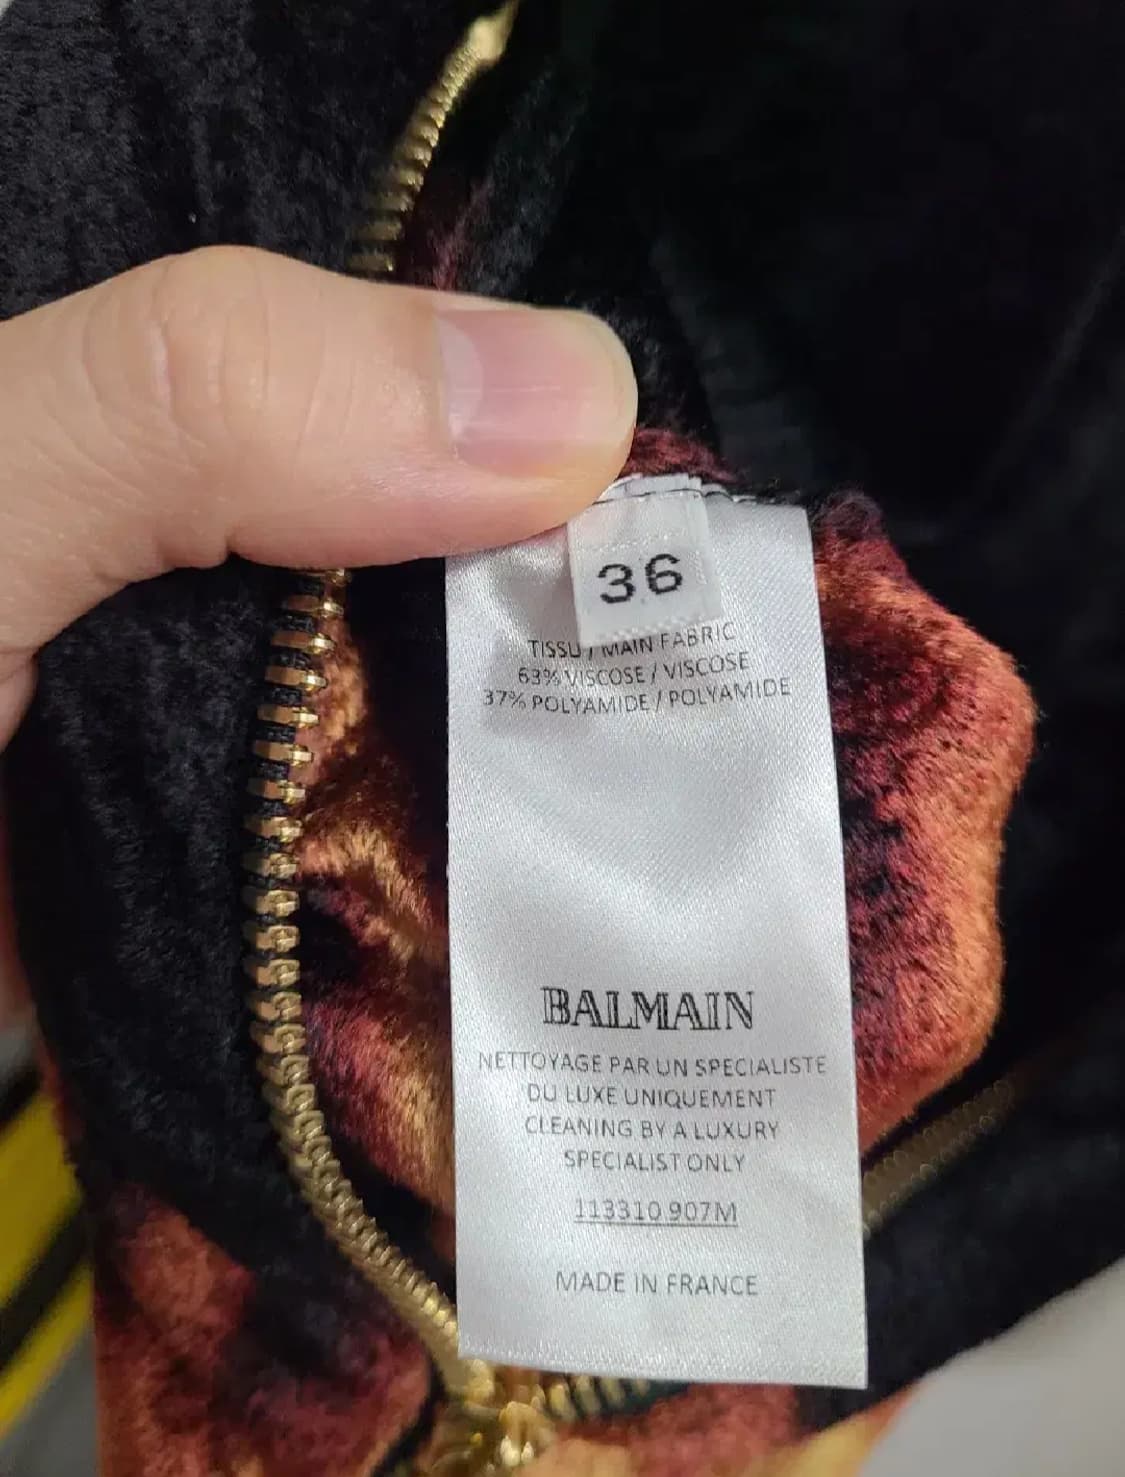 36
TISSU / MAIN FABRIC
63% VISCOSE / VISCOSE
37% POLYAMIDE / POLYAMIDE
BALMAIN
NETTOYAGE PAR UN SPECIALISTE
DU LUXE UNIQUEMENT
CLEANING BY A LUXURY
SPECIALIST ONLY
113310 907M
MADE IN FRANCE